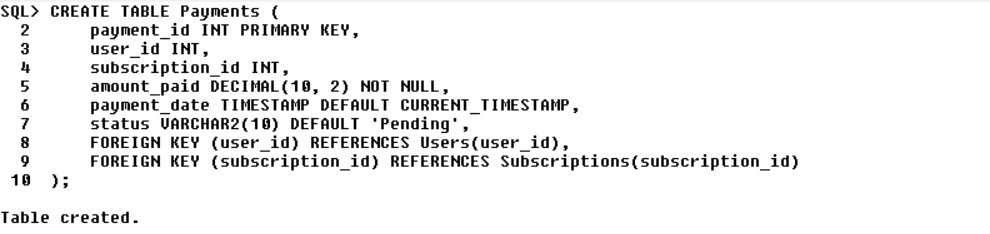 SQL> CREATE TABLE Payments (
  2      payment_id INT PRIMARY KEY,
  3      user_id INT,
  4      subscription_id INT,
  5      amount_paid DECIMAL(10, 2) NOT NULL,
  6      payment_date TIMESTAMP DEFAULT CURRENT_TIMESTAMP,
  7      status VARCHAR2(10) DEFAULT 'Pending',
  8      FOREIGN KEY (user_id) REFERENCES Users(user_id),
  9      FOREIGN KEY (subscription_id) REFERENCES Subscriptions(subscription_id)
 10  );
Table created.